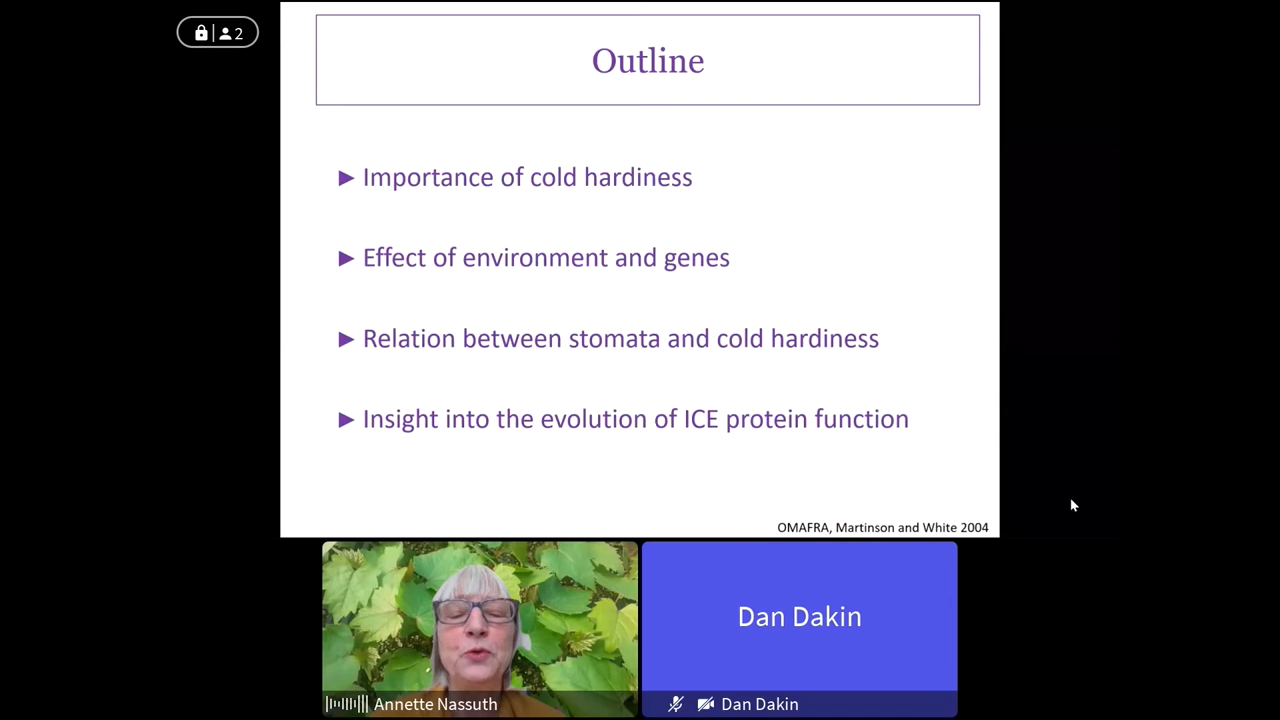 2
Outline
► Importance of cold hardiness
► Effect of environment and genes
► Relation between stomata and cold hardiness
► Insight into the evolution of ICE protein function
OMAFRA, Martinson and White 2004
Dan Dakin
Annette Nassuth
Dan Dakin